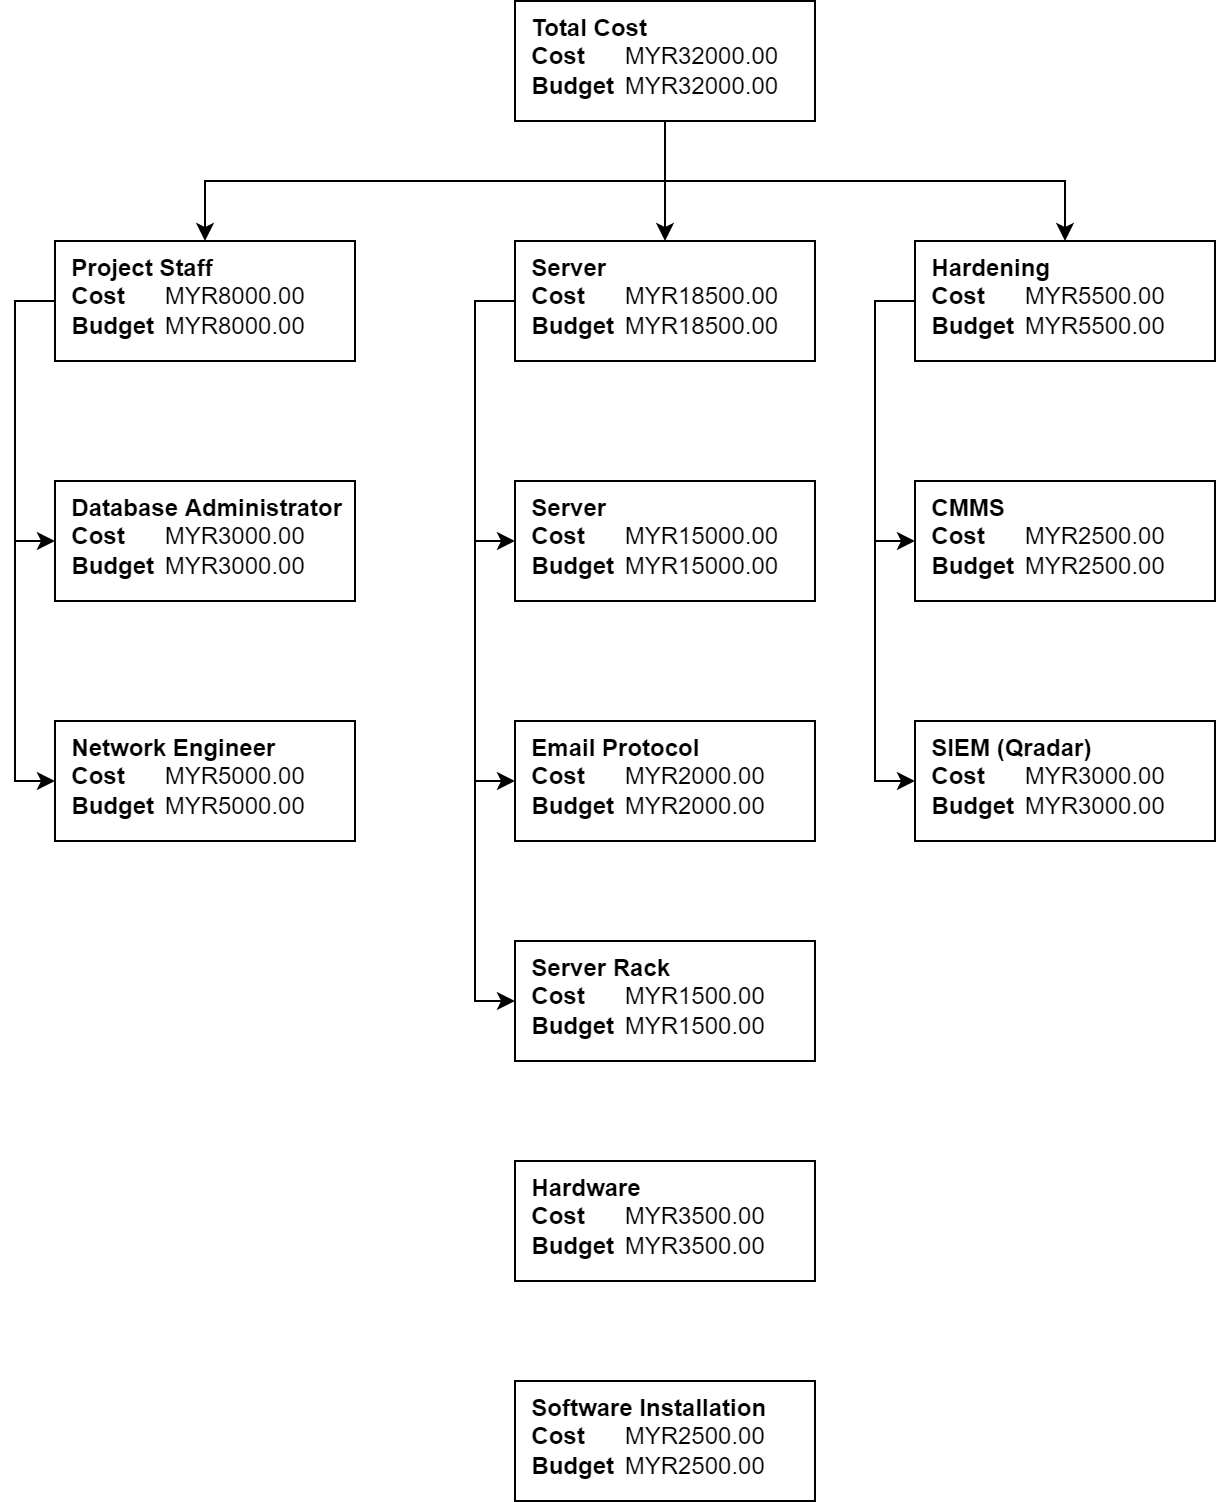 Total Cost
Cost MYR32000.00
Budget MYR32000.00
Project Staff
Cost MYR8000.00
Budget MYR8000.00
Server
Cost MYR18500.00
Budget MYR18500.00
Hardening
Cost MYR5500.00
Budget MYR5500.00
Database Administrator
Cost MYR3000.00
Budget MYR3000.00
Server
Cost MYR15000.00
Budget MYR15000.00
CMMS
Cost MYR2500.00
Budget MYR2500.00
Network Engineer
Cost MYR5000.00
Budget MYR5000.00
Email Protocol
Cost MYR2000.00
Budget MYR2000.00
SIEM (Qradar)
Cost MYR3000.00
Budget MYR3000.00
Server Rack
Cost MYR1500.00
Budget MYR1500.00
Hardware
Cost MYR3500.00
Budget MYR3500.00
Software Installation
Cost MYR2500.00
Budget MYR2500.00